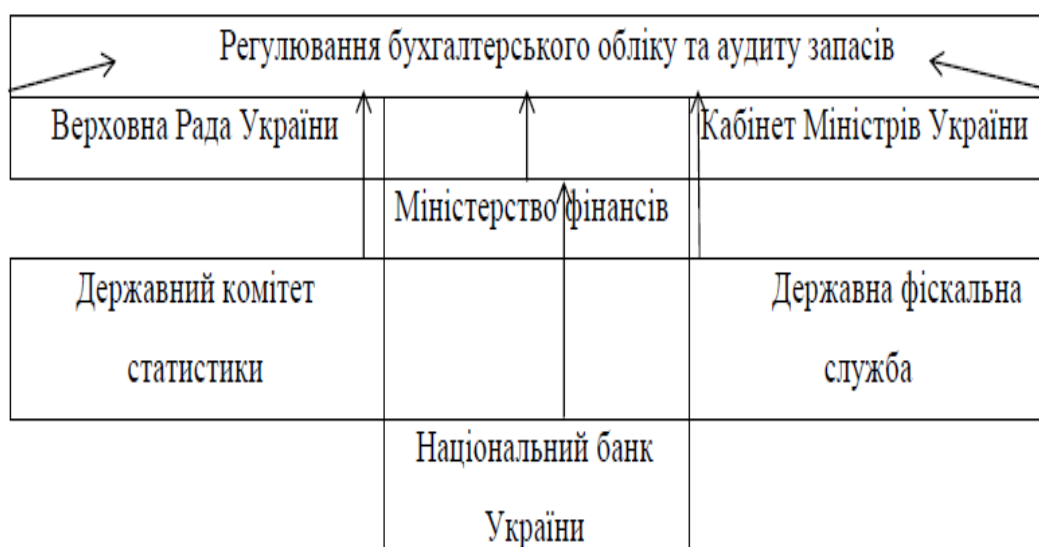 Регулювання бухгалтерського обліку та аудиту запасів
Верховна Рада України
Кабінет Міністрів України
Міністерство фінансів
Державний комітет
статистики
Державна фіскальна
служба
Національний банк
України